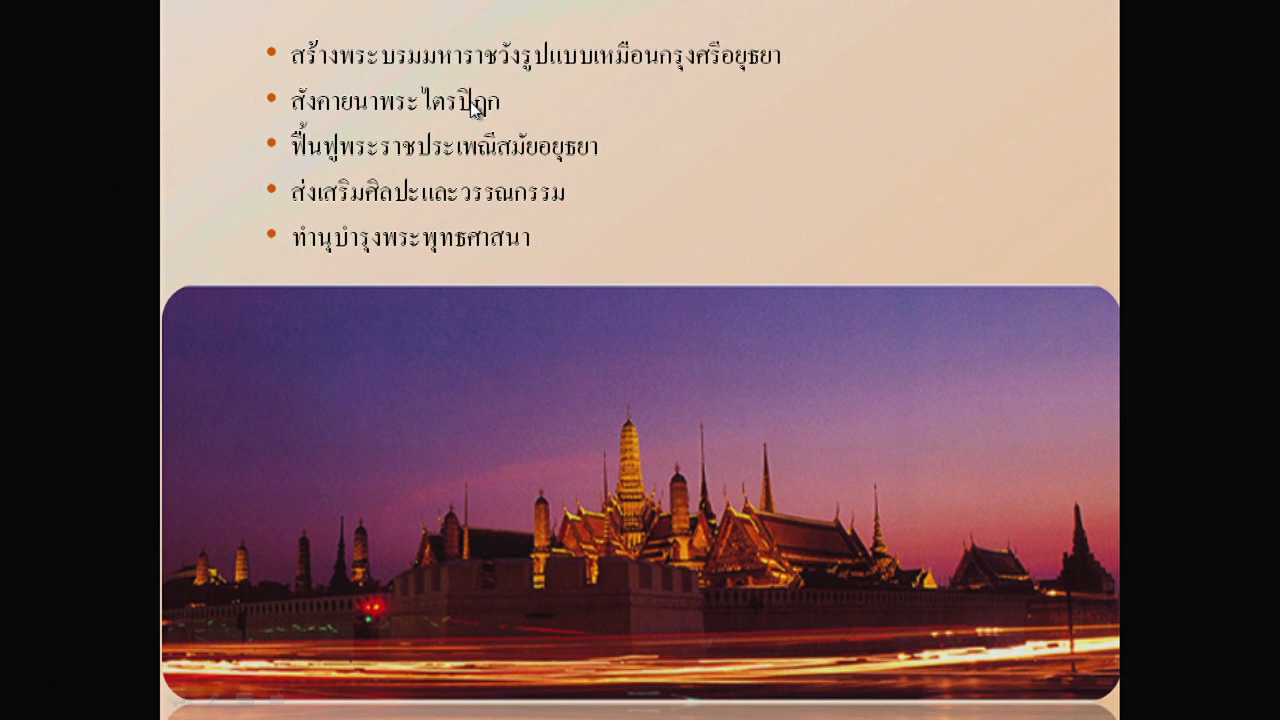 สร้างพระบรมมหาราชวังรูปแบบเหมือนกรุงศรีอยุธยา
สังคายนาพระไตรปิฎก
ฟื้นฟูพระราชประเพณีสมัยอยุธยา
ส่งเสริมศิลปะและวรรณกรรม
ทำนุบำรุงพระพุทธศาสนา